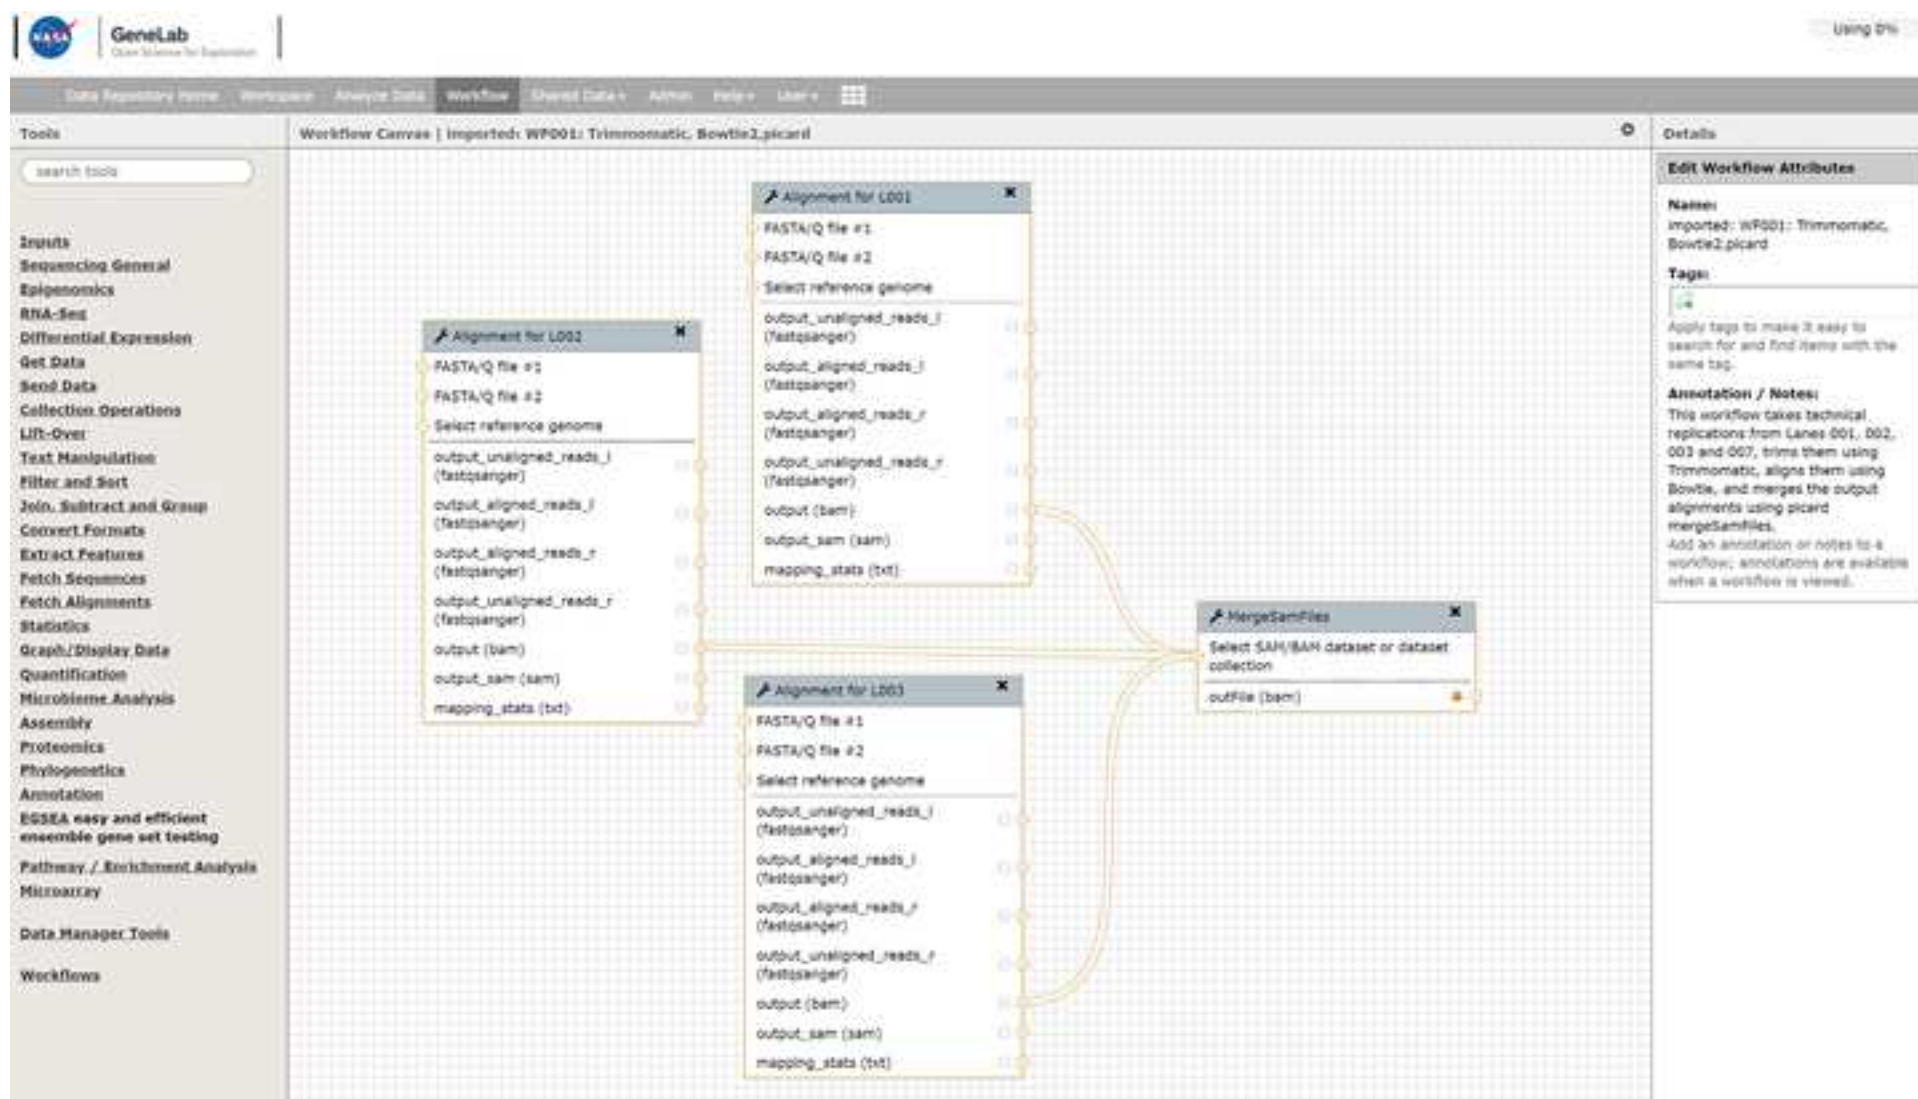 GeneLab
Open Science for Exploration
Using 0%
Data Repository Home Workspace Analyze Data Workflow Shared Data Admin Help User
Tools
search tools
Inputs
Sequencing General
Epigenomics
RNA-Seq
Differential Expression
Get Data
Send Data
Collection Operations
Lift-Over
Text Manipulation
Filter and Sort
Join, Subtract and Group
Convert Formats
Extract Features
Fetch Sequences
Fetch Alignments
Statistics
Graph/Display Data
Quantification
Microbiome Analysis
Assembly
Proteomics
Phylogenetics
Annotation
EGSEA easy and efficient
ensemble gene set testing
Pathway / Enrichment Analysis
Microarray
Data Manager Tools
Workflows
Workflow Canvas | imported: WF001: Trimmomatic, Bowtie2,picard
Alignment for L001
FASTA/Q file #1
FASTA/Q file #2
Select reference genome
output_unaligned_reads_l
(fastqsanger)
output_aligned_reads_l
(fastqsanger)
output_aligned_reads_r
(fastqsanger)
output_unaligned_reads_r
(fastqsanger)
output (bam)
output_sam (sam)
mapping_stats (txt)
Alignment for L002
FASTA/Q file #1
FASTA/Q file #2
Select reference genome
output_unaligned_reads_l
(fastqsanger)
output_aligned_reads_l
(fastqsanger)
output_aligned_reads_r
(fastqsanger)
output_unaligned_reads_r
(fastqsanger)
output (bam)
output_sam (sam)
mapping_stats (txt)
Alignment for L003
FASTA/Q file #1
FASTA/Q file #2
Select reference genome
output_unaligned_reads_l
(fastqsanger)
output_aligned_reads_l
(fastqsanger)
output_aligned_reads_r
(fastqsanger)
output_unaligned_reads_r
(fastqsanger)
output (bam)
output_sam (sam)
mapping_stats (txt)
MergeSamFiles
Select SAM/BAM dataset or dataset
collection
outFile (bam)
Details
Edit Workflow Attributes
Name:
imported: WF001: Trimmomatic,
Bowtie2,picard
Tags:
Apply tags to make it easy to
search for and find items with the
same tag.
Annotation / Notes:
This workflow takes technical
replications from Lanes 001, 002,
003 and 007, trims them using
Trimmomatic, aligns them using
Bowtie, and merges the output
alignments using picard
mergeSamFiles.
Add an annotation or notes to a
workflow; annotations are available
when a workflow is viewed.